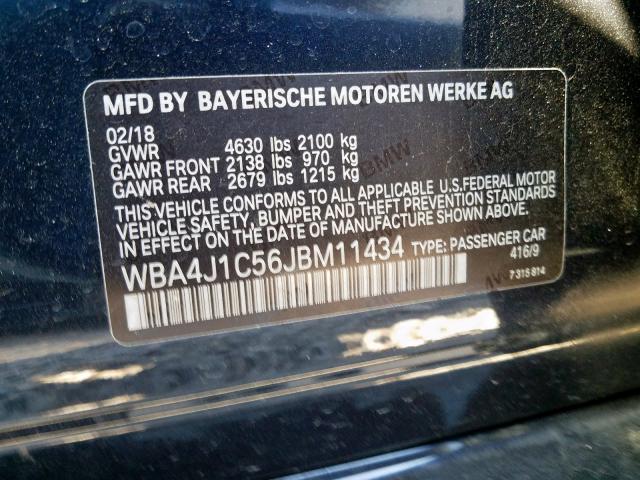 MFD BY BAYERISCHE MOTOREN WERKE AG
02/18
GVWR 4630 lbs 2100 kg
GAWR FRONT 2138 lbs 970 kg
GAWR REAR 2679 lbs 1215 kg
THIS VEHICLE CONFORMS TO ALL APPLICABLE U.S.FEDERAL MOTOR
VEHICLE SAFETY, BUMPER AND THEFT PREVENTION STANDARDS
IN EFFECT ON THE DATE OF MANUFACTURE SHOWN ABOVE.
WBA4J1C56JBM11434 TYPE: PASSENGER CAR
416/9
7 315 814